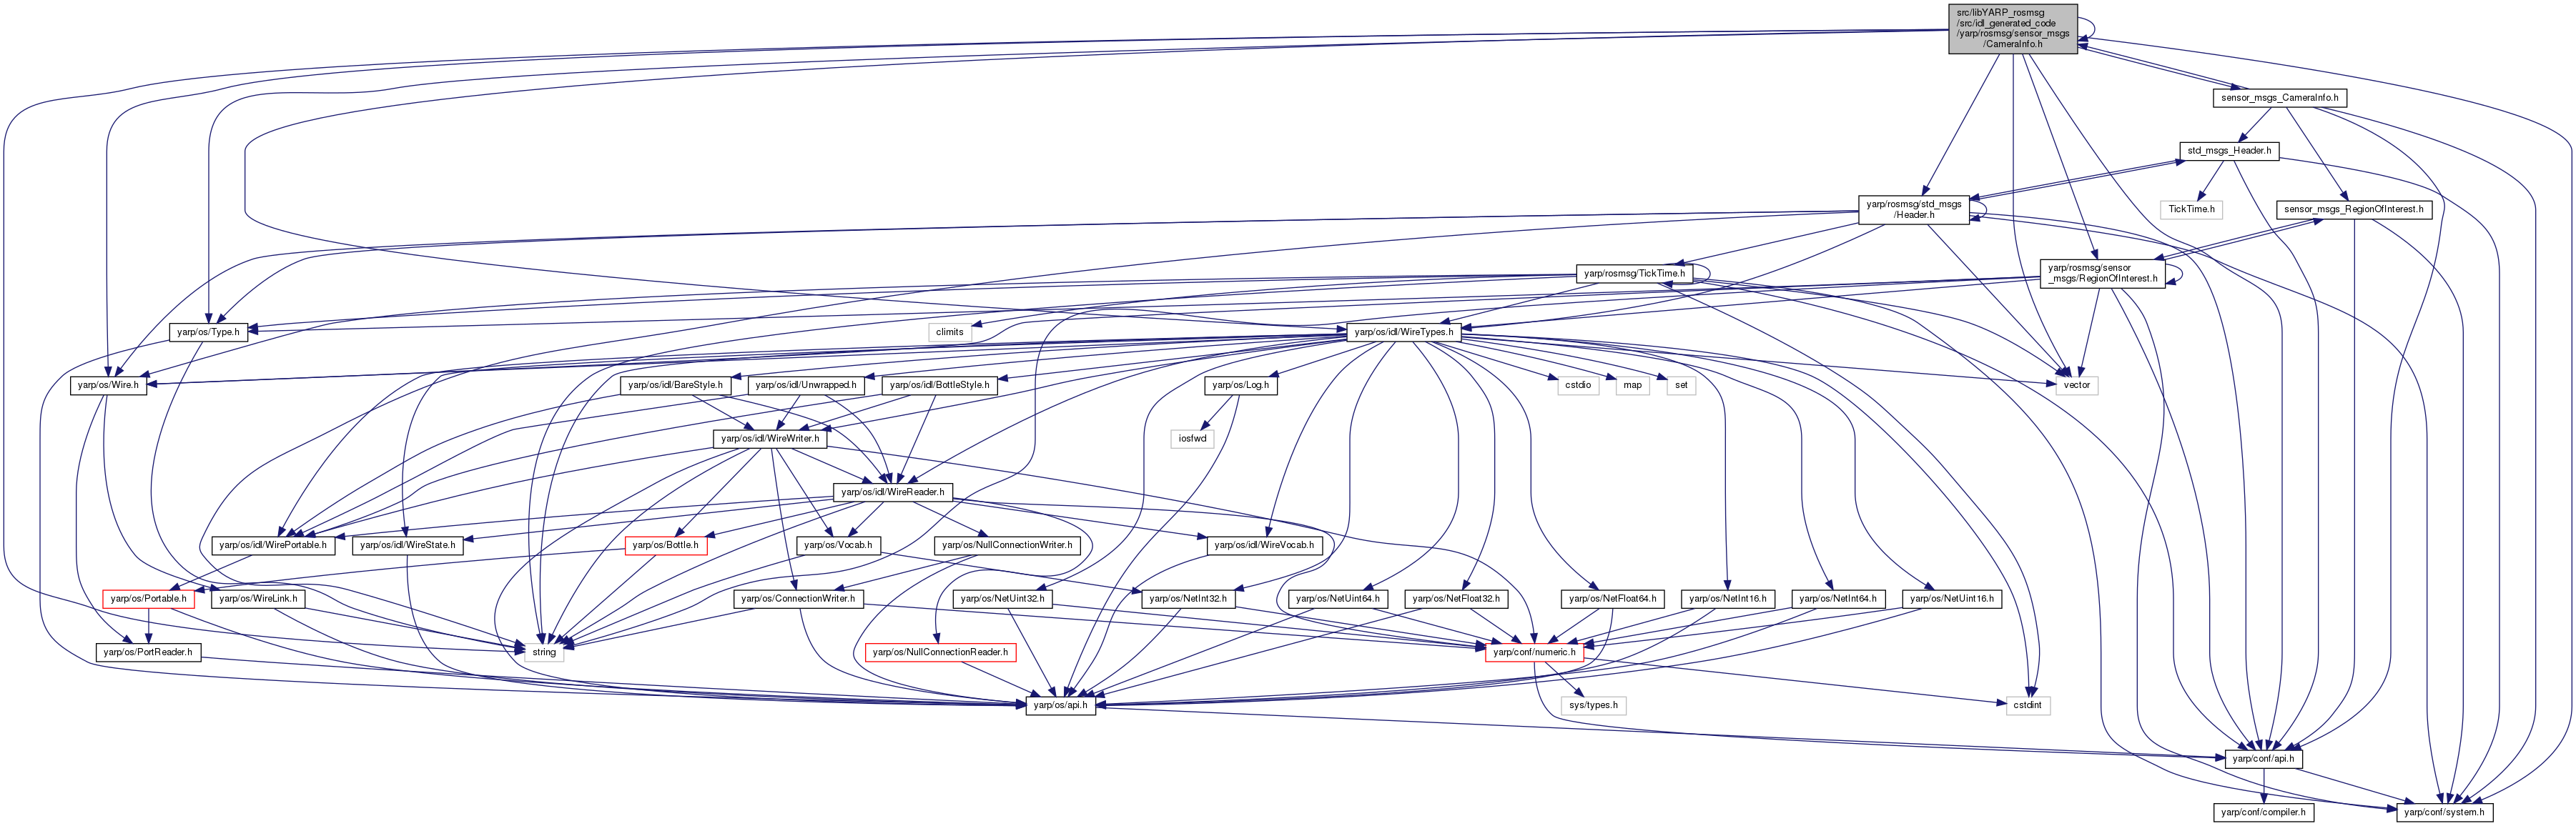 src/libYARP_rosmsg
/src/idl_generated_code
/yarp/rosmsg/sensor_msgs
/CameraInfo.h
sensor_msgs_CameraInfo.h
std_msgs_Header.h
yarp/rosmsg/std_msgs
/Header.h
TickTime.h
sensor_msgs_RegionOfInterest.h
yarp/rosmsg/TickTime.h
yarp/rosmsg/sensor
_msgs/RegionOfInterest.h
yarp/os/Type.h
climits
yarp/os/idl/WireTypes.h
yarp/os/Wire.h
yarp/os/idl/BareStyle.h
yarp/os/idl/Unwrapped.h
yarp/os/idl/BottleStyle.h
yarp/os/Log.h
cstdio
map
set
vector
yarp/os/idl/WireWriter.h
iosfwd
yarp/os/idl/WireReader.h
yarp/os/idl/WirePortable.h
yarp/os/idl/WireState.h
yarp/os/Bottle.h
yarp/os/Vocab.h
yarp/os/NullConnectionWriter.h
yarp/os/idl/WireVocab.h
yarp/os/Portable.h
yarp/os/WireLink.h
yarp/os/ConnectionWriter.h
yarp/os/NetUint32.h
yarp/os/NetInt32.h
yarp/os/NetUint64.h
yarp/os/NetFloat32.h
yarp/os/NetFloat64.h
yarp/os/NetInt16.h
yarp/os/NetInt64.h
yarp/os/NetUint16.h
yarp/os/PortReader.h
string
yarp/os/NullConnectionReader.h
yarp/conf/numeric.h
yarp/os/api.h
sys/types.h
cstdint
yarp/conf/api.h
yarp/conf/compiler.h
yarp/conf/system.h